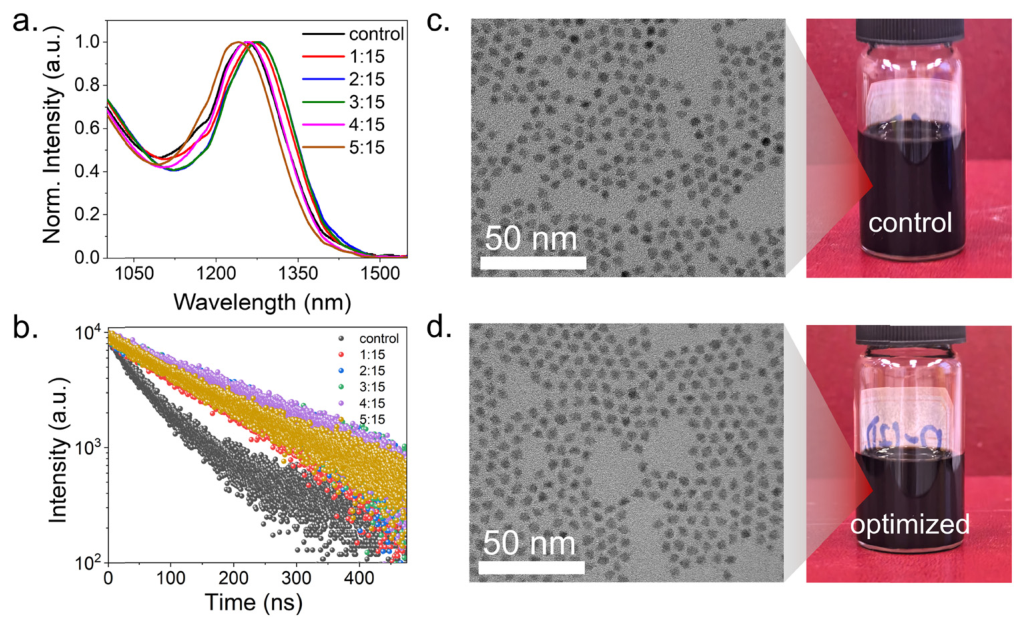 a.
Norm. Intensity (a.u.)
1.0
0.8
0.6
0.4
0.2
0.0
1050
1200
1350
1500
Wavelength (nm)
control
1:15
2:15
3:15
4:15
5:15
b.
Intensity (a.u.)
10⁴
10³
10²
0
100
200
300
400
Time (ns)
control
1:15
2:15
3:15
4:15
5:15
c.
50 nm
control
d.
50 nm
optimized